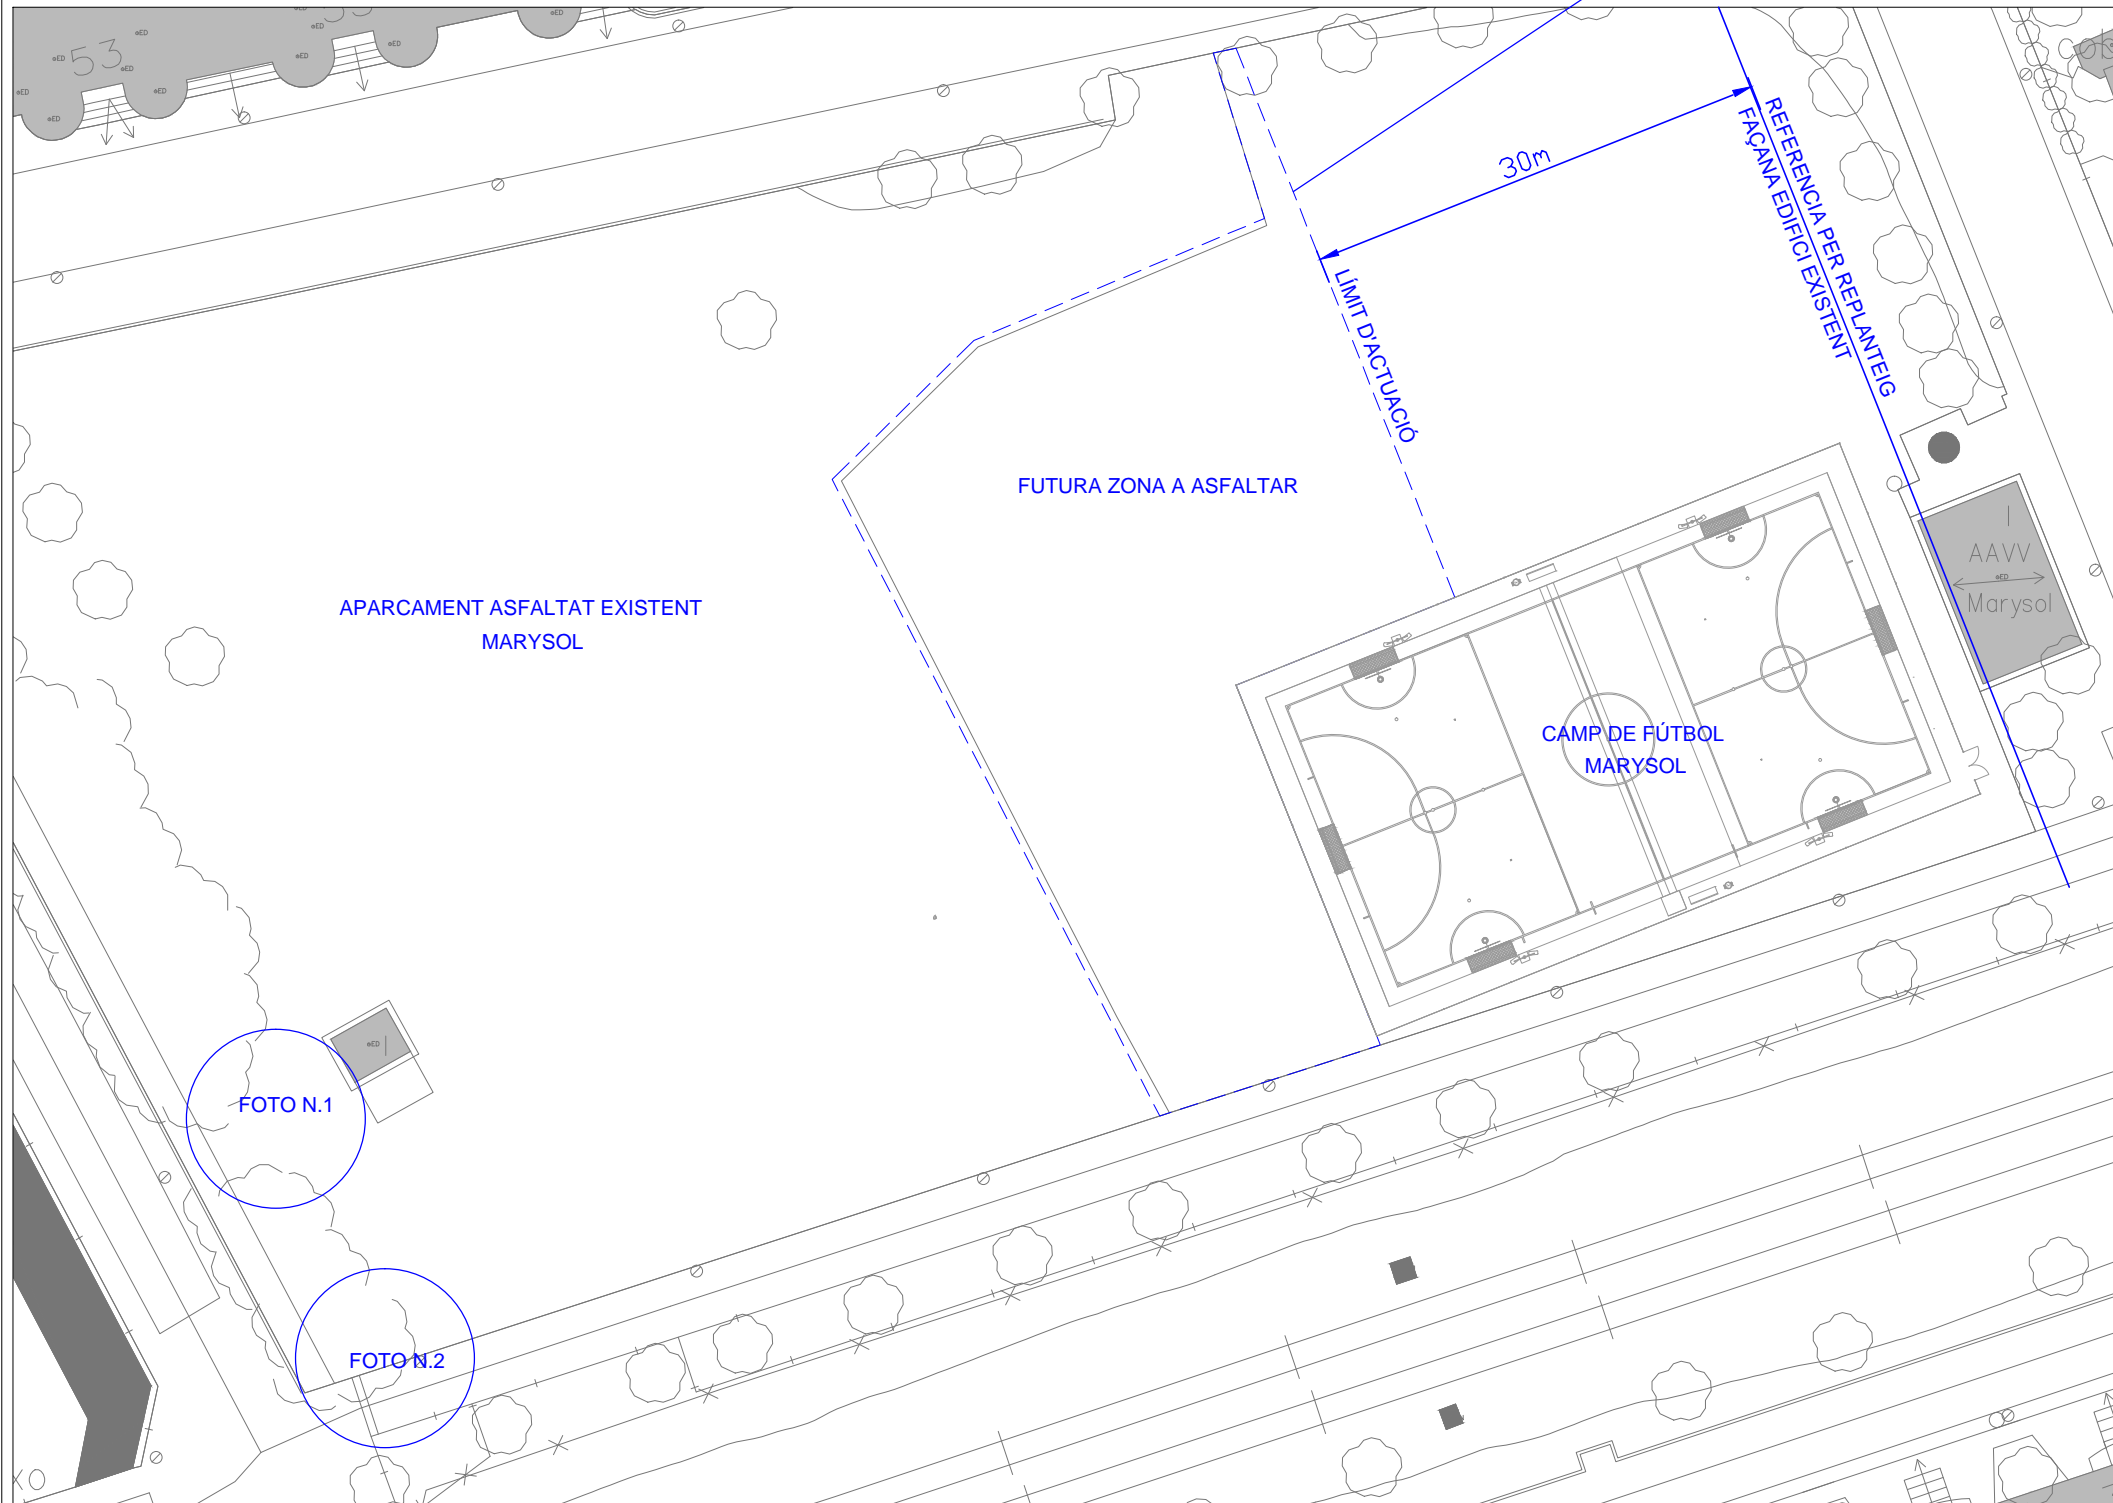 53
30m
REFERENCIA PER REPLANTEIG
FAÇANA EDIFICI EXISTENT
LÍMIT D'ACTUACIÓ
FUTURA ZONA A ASFALTAR
APARCAMENT ASFALTAT EXISTENT
MARYSOL
I
AAVV
Marysol
CAMP DE FÚTBOL
MARYSOL
I
FOTO N.1
FOTO N.2